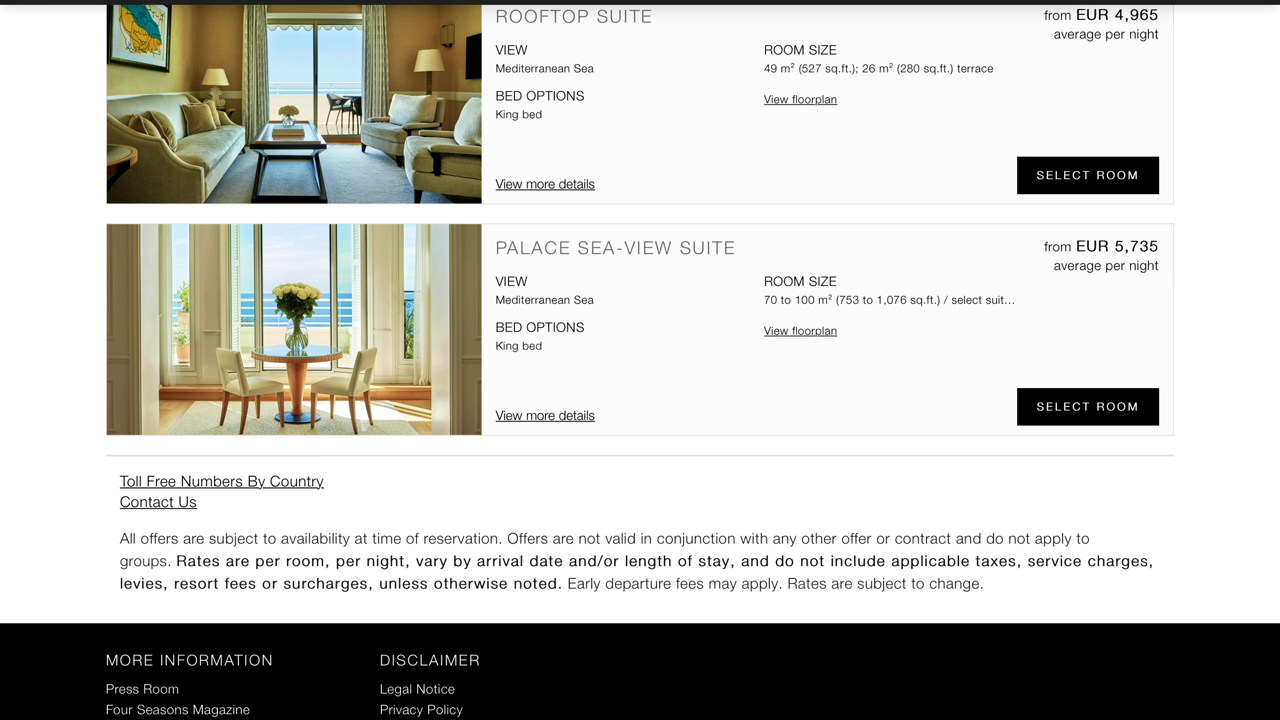 ROOFTOP SUITE
from EUR 4,965
average per night
VIEW
Mediterranean Sea
ROOM SIZE
49 m² (527 sq.ft.); 26 m² (280 sq.ft.) terrace
BED OPTIONS
King bed
View floorplan
View more details
SELECT ROOM
PALACE SEA-VIEW SUITE
from EUR 5,735
average per night
VIEW
Mediterranean Sea
ROOM SIZE
70 to 100 m² (753 to 1,076 sq.ft.) / select suit...
BED OPTIONS
King bed
View floorplan
View more details
SELECT ROOM
Toll Free Numbers By Country
Contact Us
All offers are subject to availability at time of reservation. Offers are not valid in conjunction with any other offer or contract and do not apply to
groups. Rates are per room, per night, vary by arrival date and/or length of stay, and do not include applicable taxes, service charges,
levies, resort fees or surcharges, unless otherwise noted. Early departure fees may apply. Rates are subject to change.
MORE INFORMATION
Press Room
Four Seasons Magazine
DISCLAIMER
Legal Notice
Privacy Policy